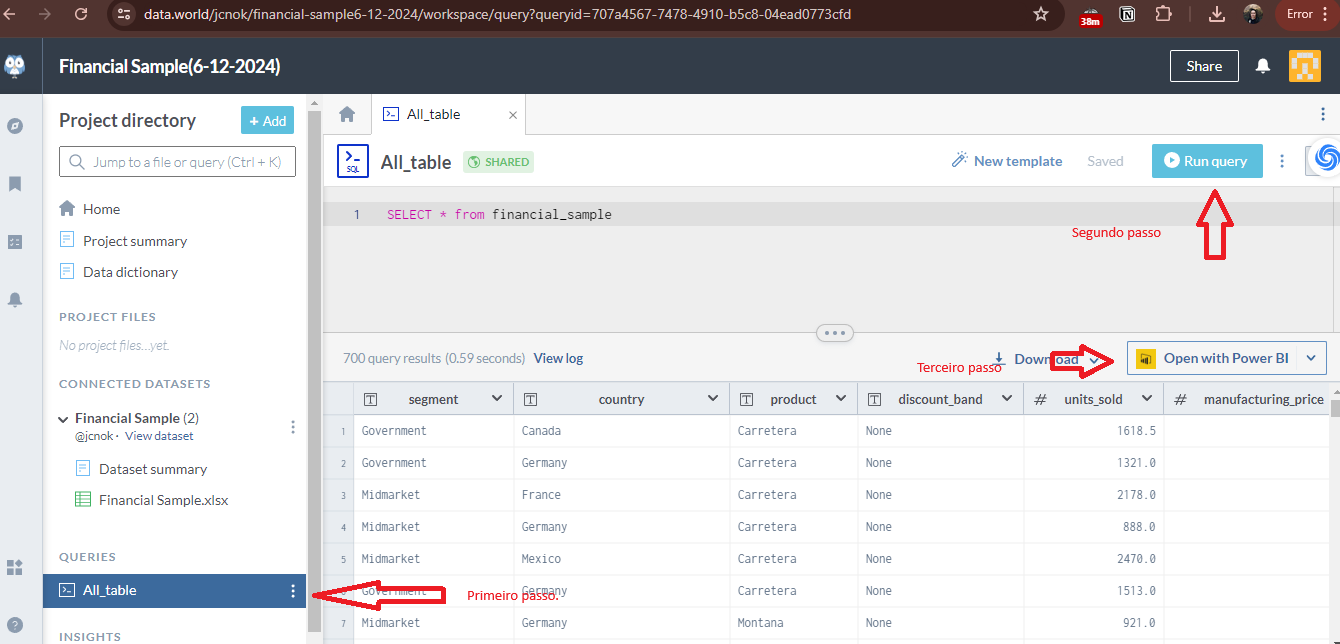 data.world/jcnok/financial-sample6-12-2024/workspace/query?queryid=707a4567-7478-4910-b5c8-04ead0773cfd
38m
Error
Financial Sample(6-12-2024)
Share
Project directory
+ Add
Jump to a file or query (Ctrl + K)
Home
Project summary
Data dictionary
PROJECT FILES
No project files...yet.
CONNECTED DATASETS
Financial Sample (2)
@jcnok · View dataset
Dataset summary
Financial Sample.xlsx
QUERIES
All_table
INSIGHTS
All_table
SQL
All_table
SHARED
New template
Saved
Run query
1 SELECT * from financial_sample
Segundo passo
700 query results (0.59 seconds) View log
Download
Open with Power BI
Terceiro passo
segment country product discount_band # units_sold # manufacturing_price
1 Government Canada Carretera None 1618.5
2 Government Germany Carretera None 1321.0
3 Midmarket France Carretera None 2178.0
4 Midmarket Germany Carretera None 888.0
5 Midmarket Mexico Carretera None 2470.0
6 Government Germany Carretera None 1513.0
Primeiro passo.
7 Midmarket Germany Montana None 921.0